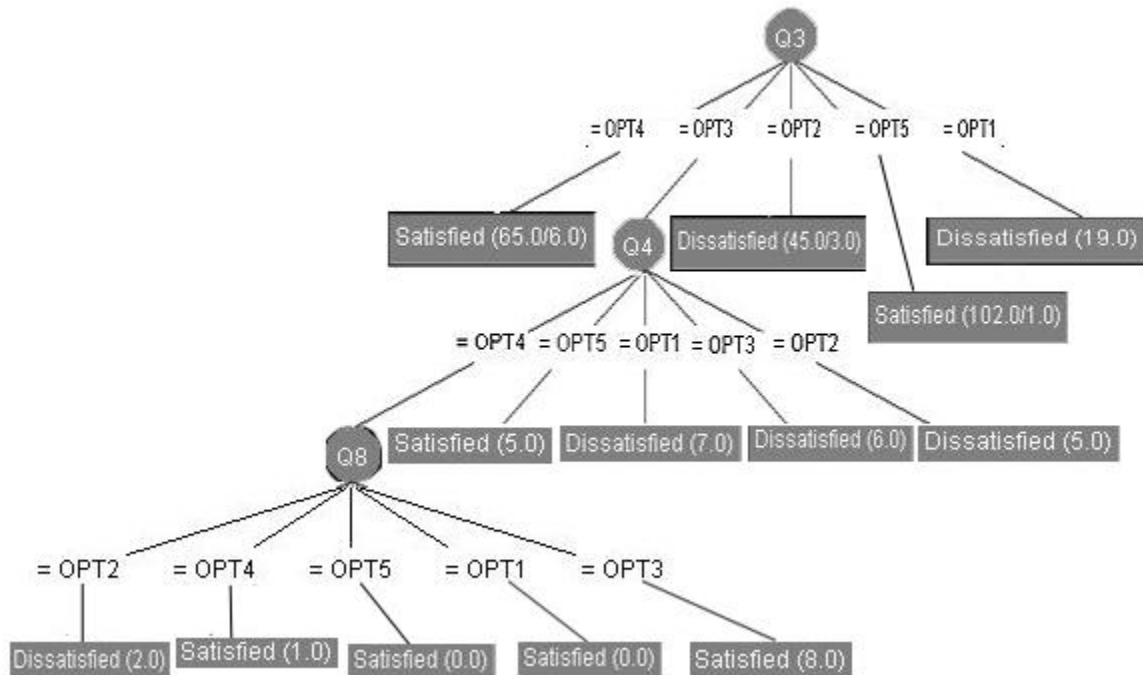 Q3
= OPT4 = OPT3 = OPT2 = OPT5 = OPT1
Satisfied (65.0/6.0)
Q4
Dissatisfied (45.0/3.0)
Dissatisfied (19.0)
Satisfied (102.0/1.0)
= OPT4 = OPT5 = OPT1 = OPT3 = OPT2
Q8
Satisfied (5.0)
Dissatisfied (7.0)
Dissatisfied (6.0)
Dissatisfied (5.0)
= OPT2 = OPT4 = OPT5 = OPT1 = OPT3
Dissatisfied (2.0)
Satisfied (1.0)
Satisfied (0.0)
Satisfied (0.0)
Satisfied (8.0)